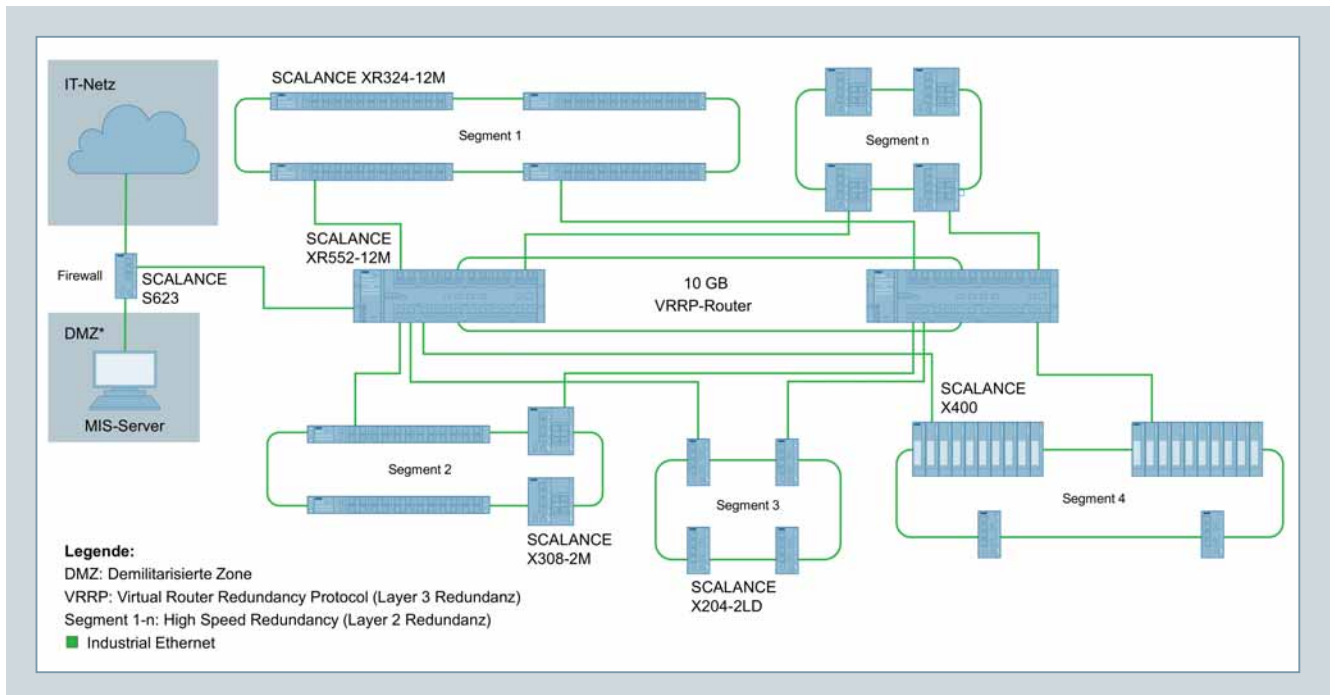 IT-Netz
SCALANCE XR324-12M
Segment 1
Segment n
SCALANCE
XR552-12M
Firewall
SCALANCE
S623
10 GB
VRRP-Router
DMZ*
MIS-Server
SCALANCE
X400
Segment 2
Segment 3
Segment 4
SCALANCE
X308-2M
SCALANCE
X204-2LD
Legende:
DMZ: Demilitarisierte Zone
VRRP: Virtual Router Redundancy Protocol (Layer 3 Redundanz)
Segment 1-n: High Speed Redundancy (Layer 2 Redundanz)
Industrial Ethernet